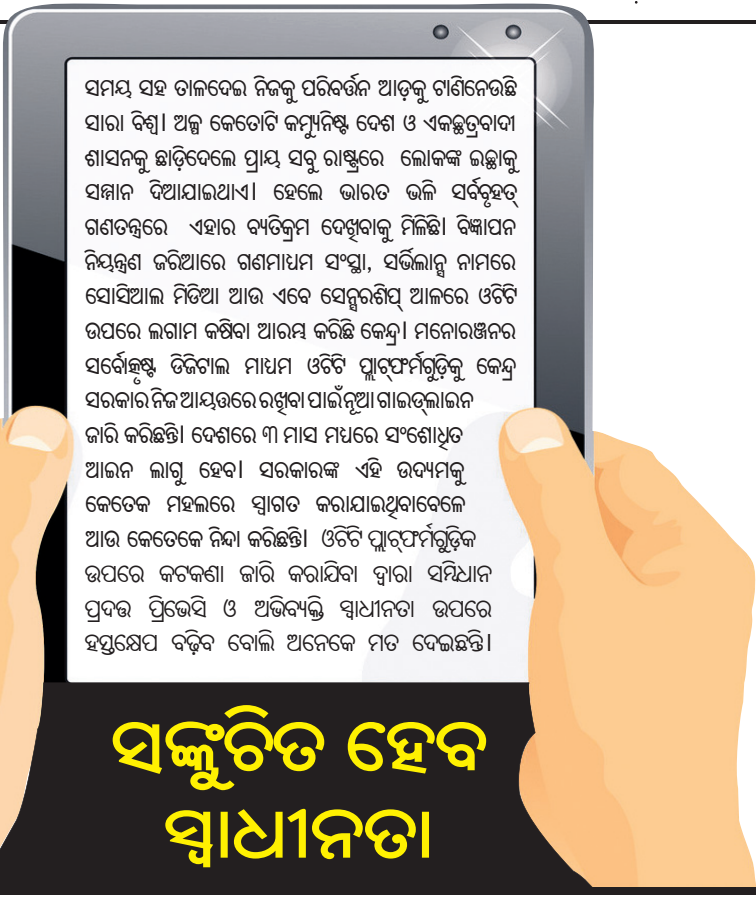 ସମୟ ସହ ତାଳଦେଇ ନିଜକୁ ପରିବର୍ତ୍ତନ ଆଡ଼କୁ ଟାଣିନେଉଛି
ସାରା ବିଶ୍ୱ। ଅଳ୍ପ କେତୋଟି କମ୍ୟୁନିଷ୍ଟ ଦେଶ ଓ ଏକଚ୍ଛତ୍ରବାଦୀ
ଶାସନକୁ ଛାଡ଼ିଦେଲେ ପ୍ରାୟ ସବୁ ରାଷ୍ଟ୍ରରେ ଲୋକଙ୍କ ଇଚ୍ଛାକୁ
ସମ୍ମାନ ଦିଆଯାଇଥାଏ। ହେଲେ ଭାରତ ଭଳି ସର୍ବବୃହତ୍
ଗଣତନ୍ତ୍ରରେ ଏହାର ବ୍ୟତିକ୍ରମ ଦେଖିବାକୁ ମିଳିଛି। ବିଜ୍ଞାପନ
ନିୟନ୍ତ୍ରଣ ଜରିଆରେ ଗଣମାଧ୍ୟମ ସଂସ୍ଥା, ସର୍ଭିଲାନ୍ସ ନାମରେ
ସୋସିଆଲ ମିଡିଆ ଆଉ ଏବେ ସେନ୍ସରଶିପ୍ ଆଳରେ ଓଟିଟି
ଉପରେ ଲଗାମ କଷିବା ଆରମ୍ଭ କରିଛି କେନ୍ଦ୍ର। ମନୋରଞ୍ଜନର
ସର୍ବୋତ୍କୃଷ୍ଟ ଡିଜିଟାଲ ମାଧ୍ୟମ ଓଟିଟି ପ୍ଲାଟ୍‌ଫର୍ମଗୁଡ଼ିକୁ କେନ୍ଦ୍ର
ସରକାର ନିଜ ଆୟତ୍ତରେ ରଖିବା ପାଇଁ ନୂଆ ଗାଇଡ୍‌ଲାଇନ
ଜାରି କରିଛନ୍ତି। ଦେଶରେ ୩ ମାସ ମଧ୍ୟରେ ସଂଶୋଧିତ
ଆଇନ ଲାଗୁ ହେବ। ସରକାରଙ୍କ ଏହି ଉଦ୍ୟମକୁ
କେତେକ ମହଲରେ ସ୍ୱାଗତ କରାଯାଇଥିବାବେଳେ
ଆଉ କେତେକେ ନିନ୍ଦା କରିଛନ୍ତି। ଓଟିଟି ପ୍ଲାଟ୍‌ଫର୍ମଗୁଡ଼ିକ
ଉପରେ କଟକଣା ଜାରି କରାଯିବା ଦ୍ୱାରା ସମ୍ବିଧାନ
ପ୍ରଦତ୍ତ ପ୍ରିଭେସି ଓ ଅଭିବ୍ୟକ୍ତି ସ୍ୱାଧୀନତା ଉପରେ
ହସ୍ତକ୍ଷେପ ବଢ଼ିବ ବୋଲି ଅନେକେ ମତ ଦେଇଛନ୍ତି।
ସଙ୍କୁଚିତ ହେବ
ସ୍ୱାଧୀନତା